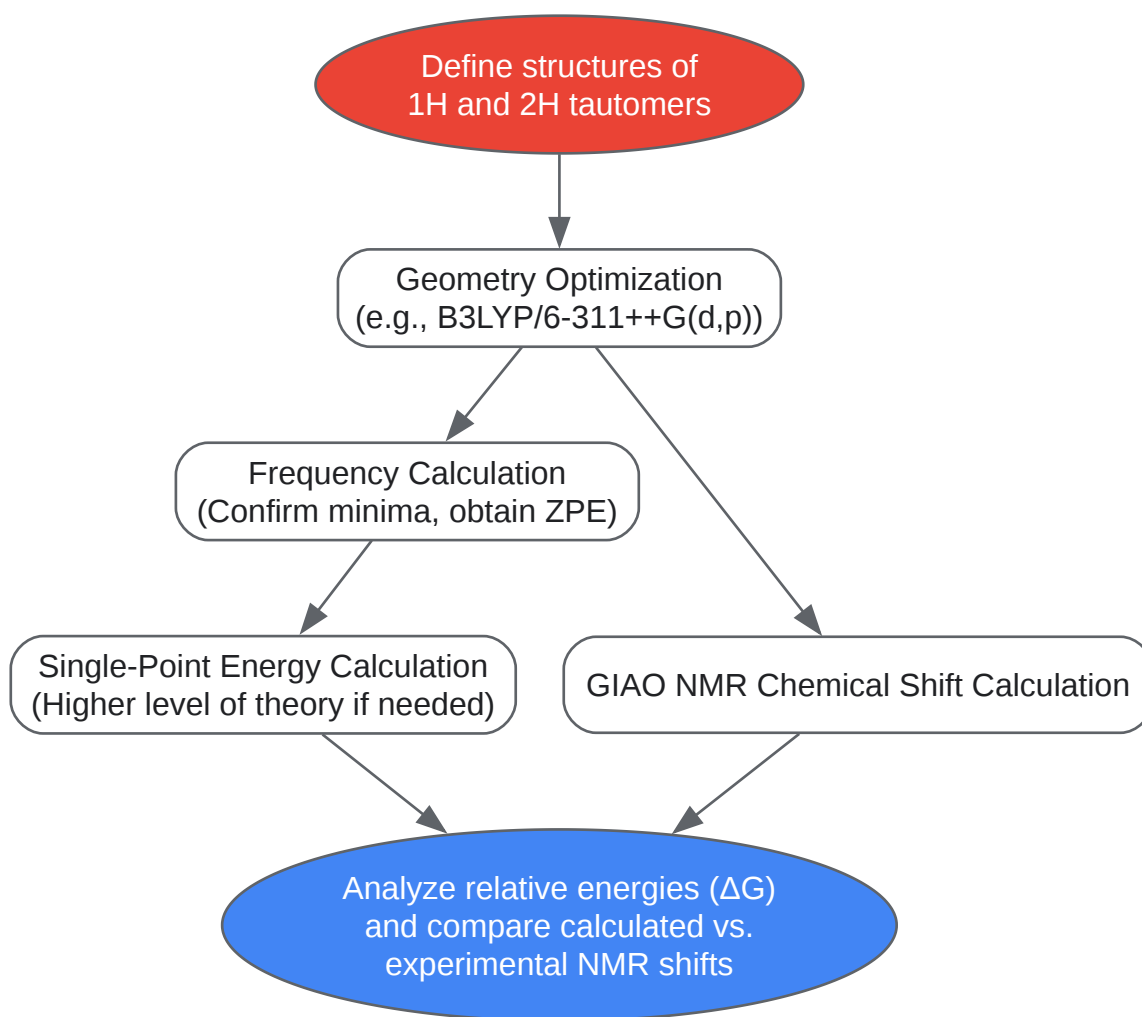 Define structures of
1H and 2H tautomers
Geometry Optimization
(e.g., B3LYP/6-311++G(d,p))
Frequency Calculation
(Confirm minima, obtain ZPE)
Single-Point Energy Calculation
(Higher level of theory if needed)
GIAO NMR Chemical Shift Calculation
Analyze relative energies (ΔG)
and compare calculated vs.
experimental NMR shifts